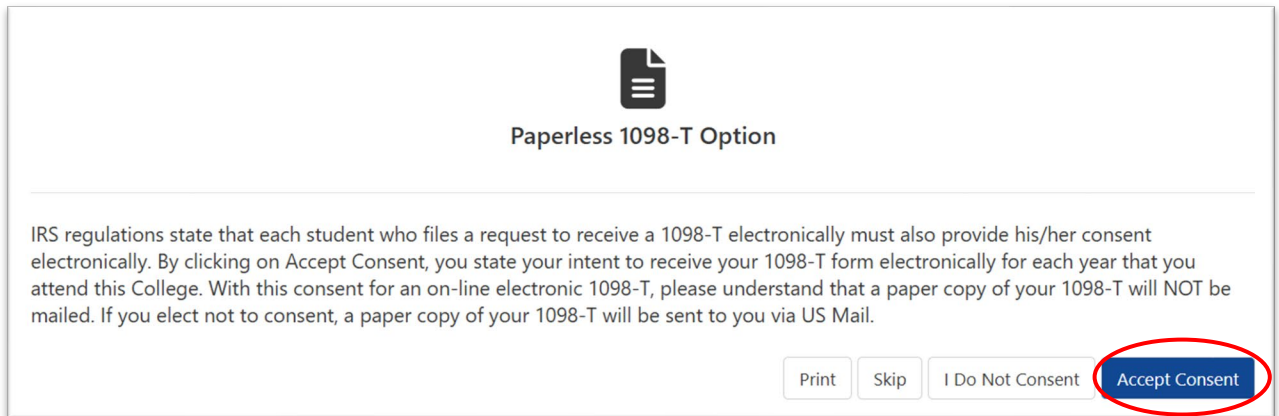 Paperless 1098-T Option
IRS regulations state that each student who files a request to receive a 1098-T electronically must also provide his/her consent
electronically. By clicking on Accept Consent, you state your intent to receive your 1098-T form electronically for each year that you
attend this College. With this consent for an on-line electronic 1098-T, please understand that a paper copy of your 1098-T will NOT be
mailed. If you elect not to consent, a paper copy of your 1098-T will be sent to you via US Mail.
Print Skip I Do Not Consent Accept Consent